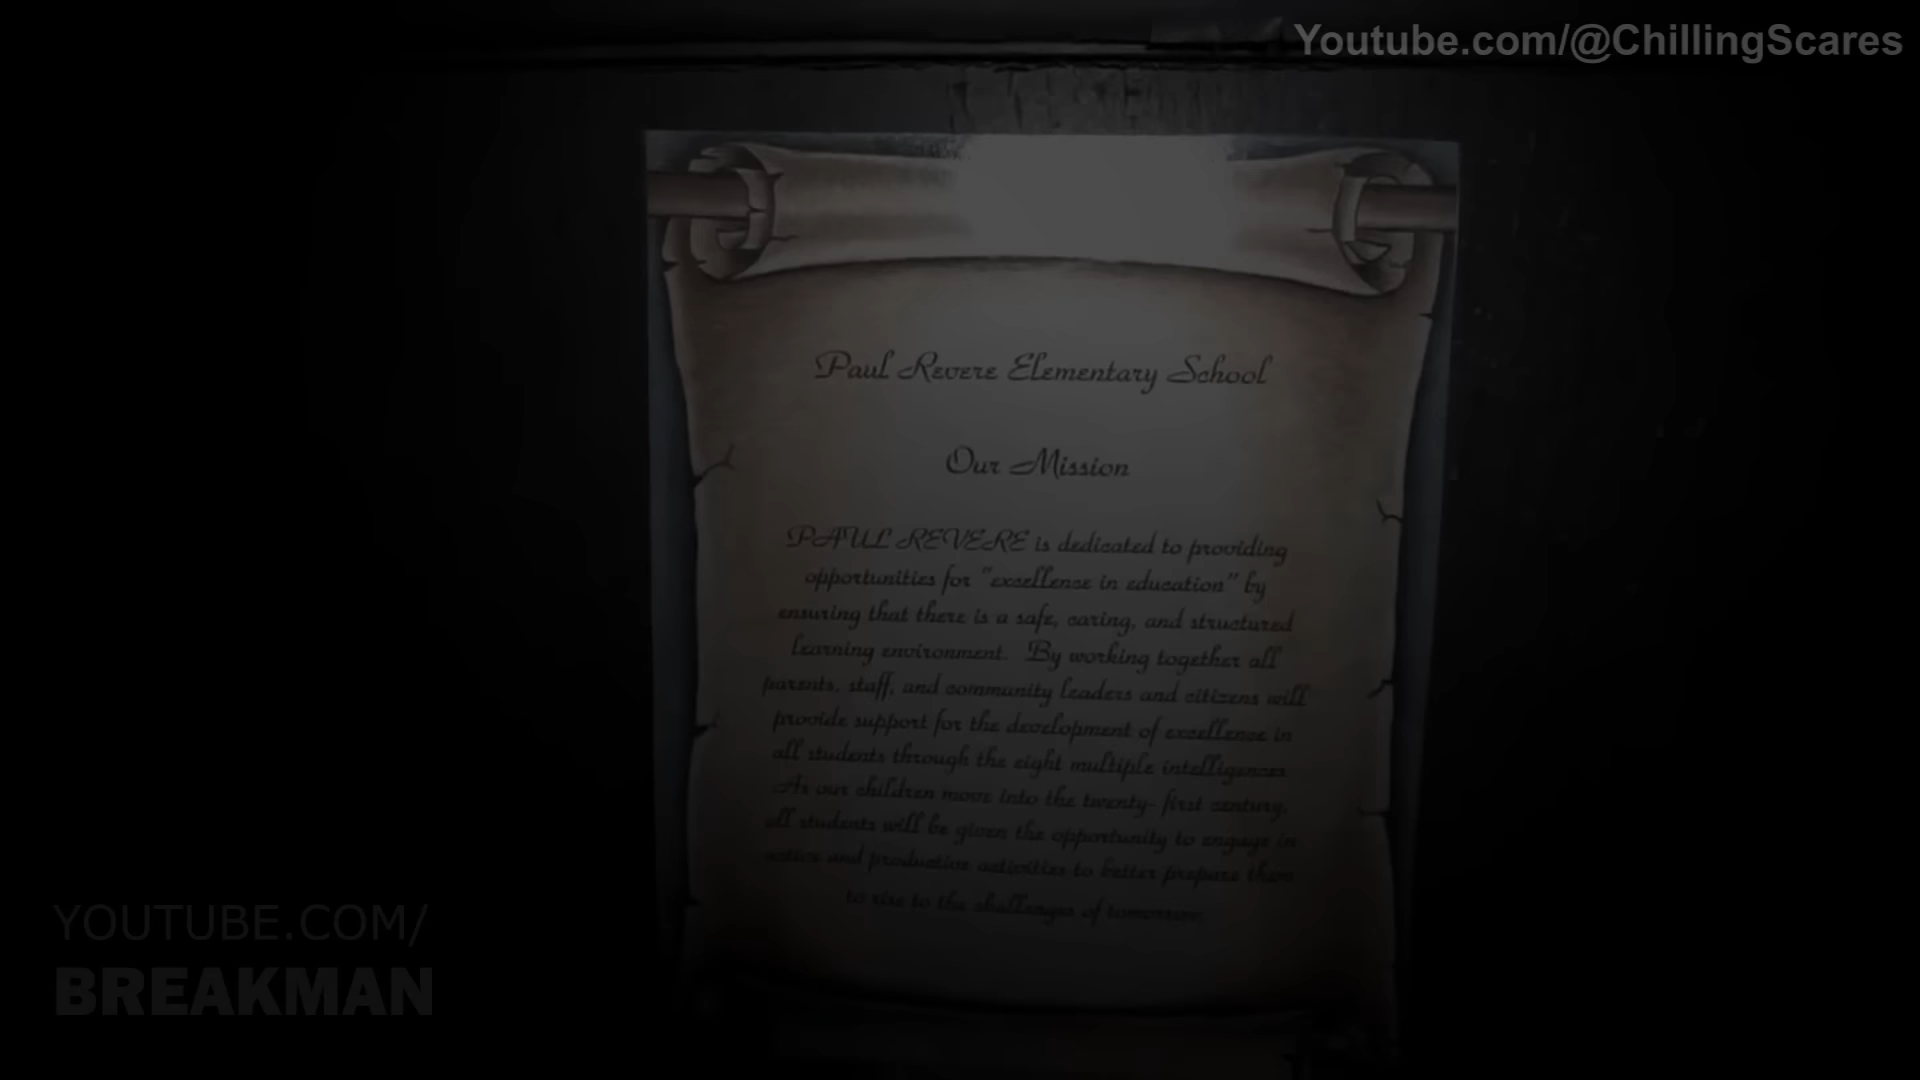 Youtube.com/@ChillingScares
Paul Revere Elementary School
Our Mission
PAUL REVERE is dedicated to providing
opportunities for "excellence in education" by
ensuring that there is a safe, caring, and structured
learning environment. By working together all
parents, staff, and community leaders and citizens will
provide support for the development of excellence in
all students through the eight multiple intelligences
As our children move into the twenty- first century,
all students will be given the opportunity to engage in
active and productive activities to better prepare them
to rise to the challenges of tomorrow
YOUTUBE.COM/
BREAKMAN